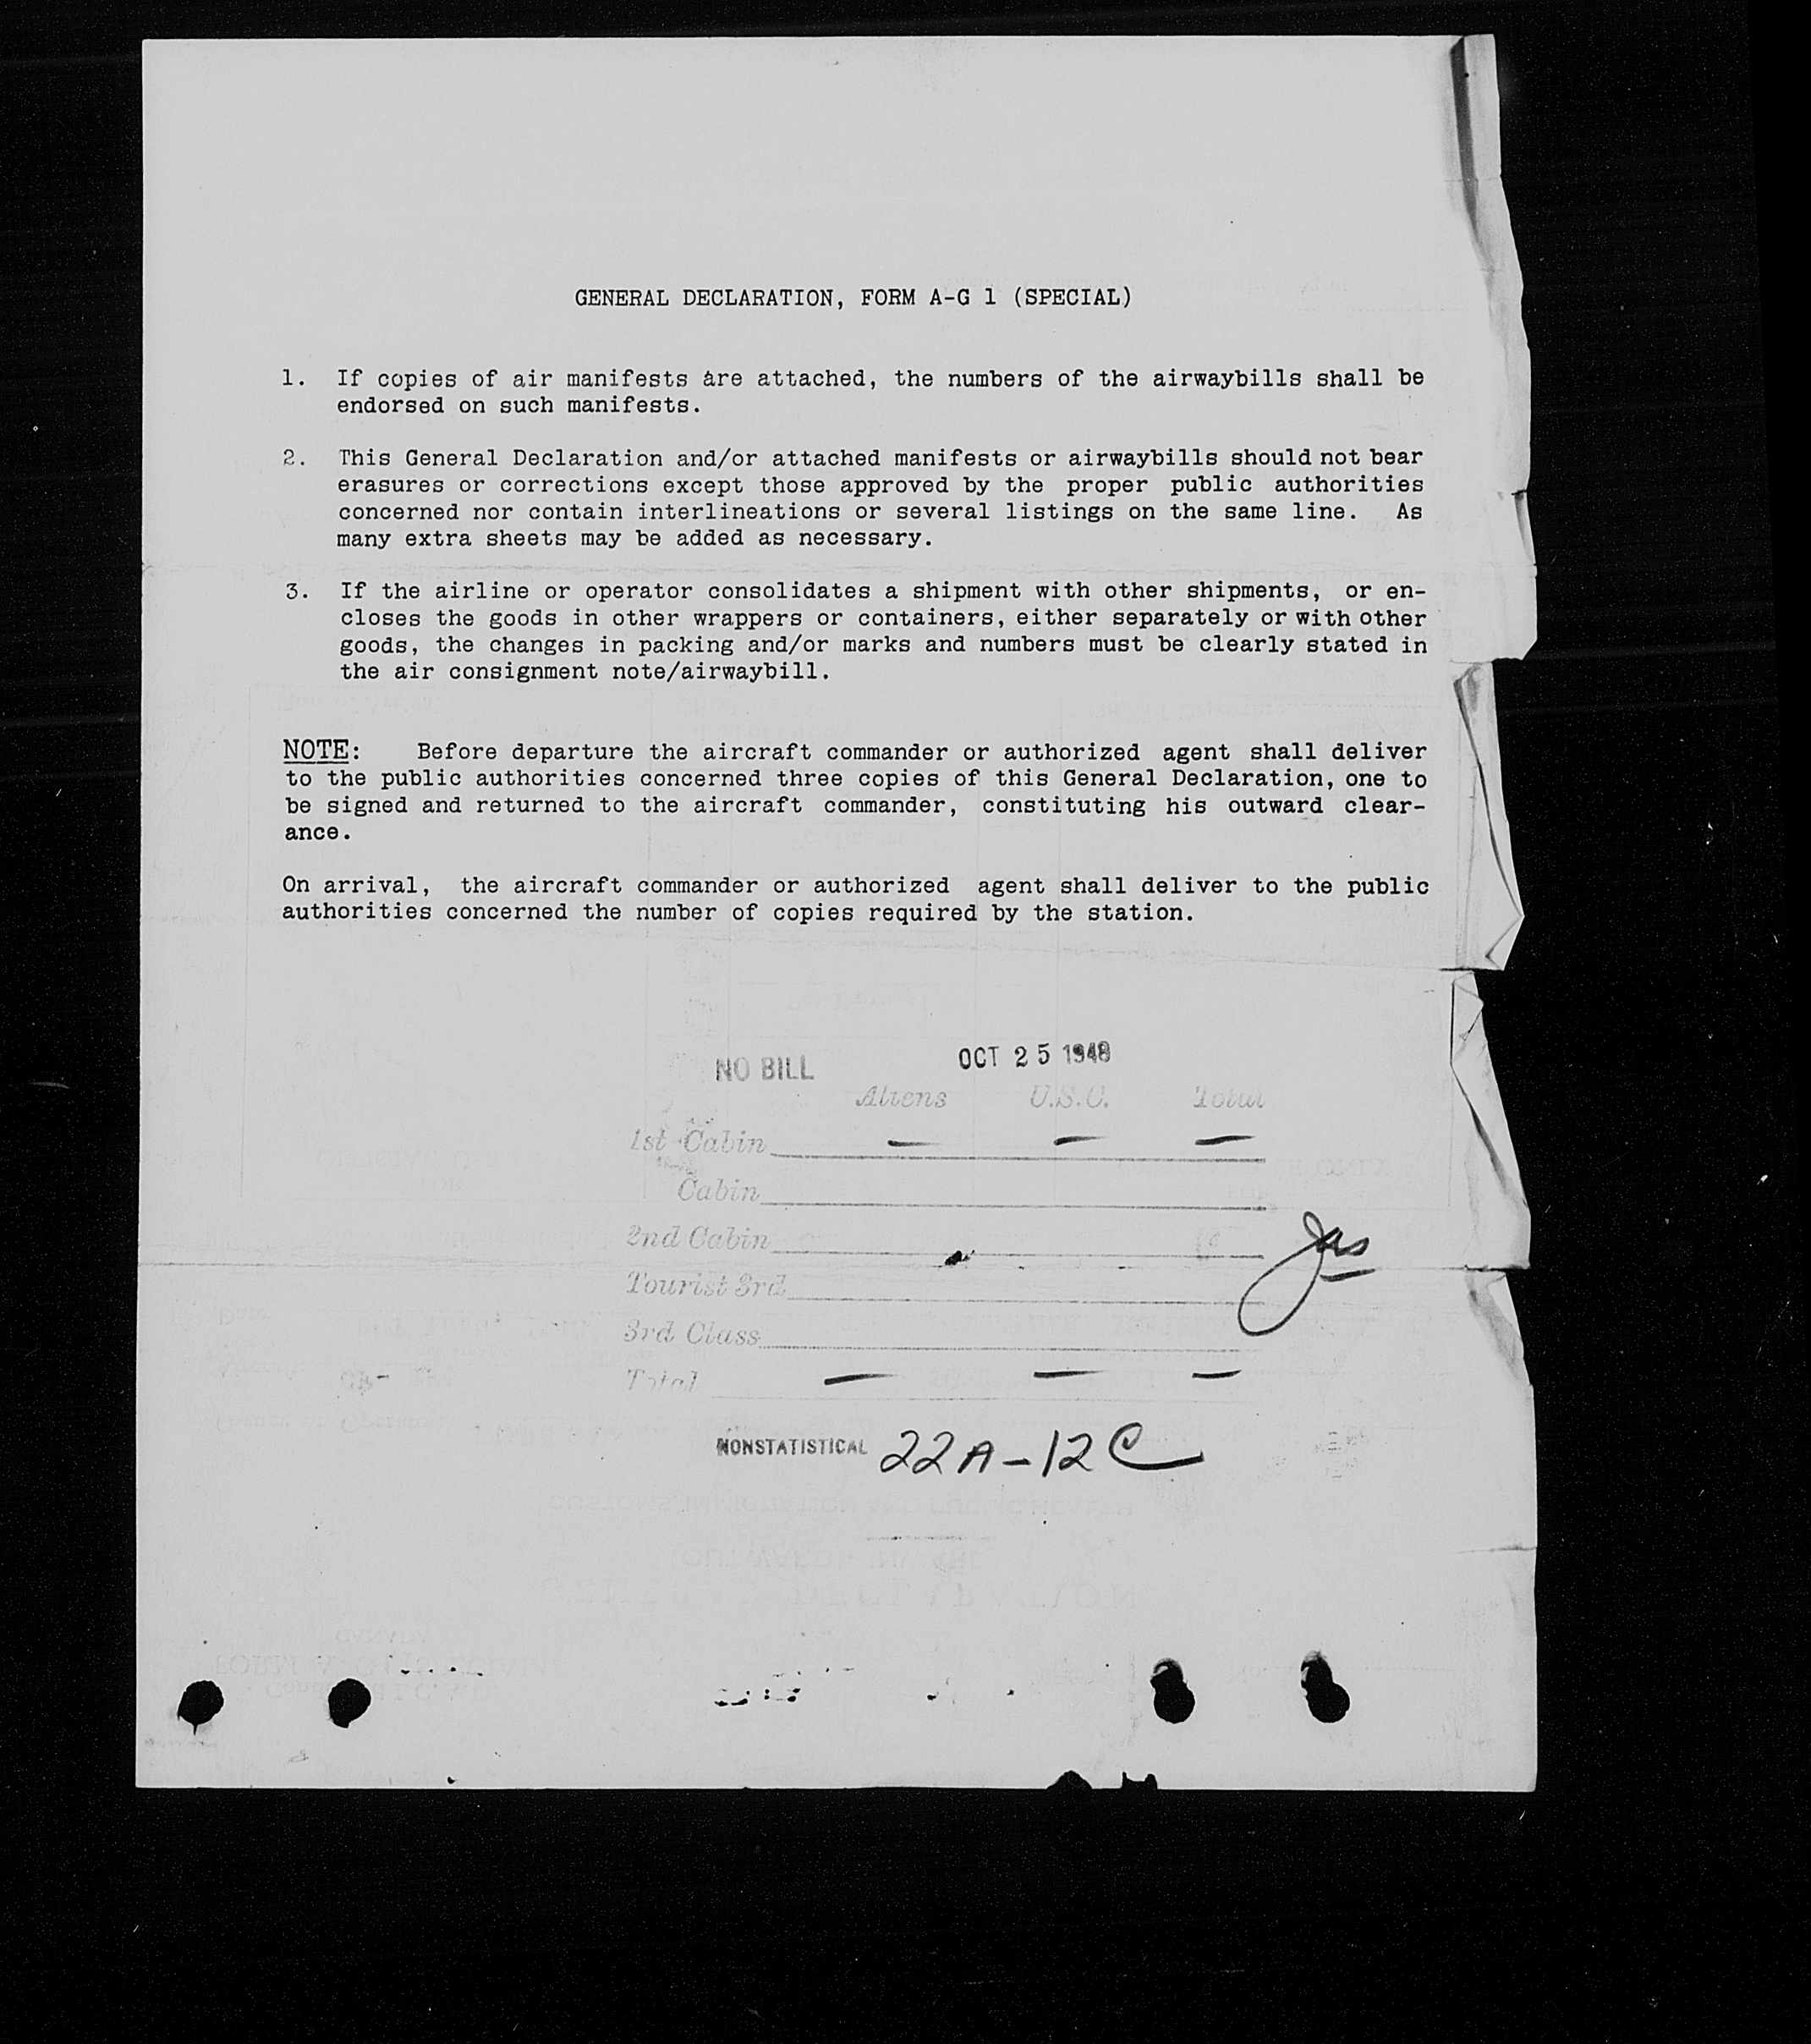 GENERAL DECLARATION, FORM A-G 1 (SPECIAL)
1. If copies of air manifests are attached, the numbers of the airwaybills shall be
endorsed on such manifests.
2. This General Declaration and/or attached manifests or airwaybills should not bear
erasures or corrections except those approved by the proper public authorities
concerned nor contain interlineations or several listings on the same line. As
many extra sheets may be added as necessary.
3. If the airline or operator consolidates a shipment with other shipments, or en-
closes the goods in other wrappers or containers, either separately or with other
goods, the changes in packing and/or marks and numbers must be clearly stated in
the air consignment note/airwaybill.
NOTE: Before departure the aircraft commander or authorized agent shall deliver
to the public authorities concerned three copies of this General Declaration, one to
be signed and returned to the aircraft commander, constituting his outward clear-
ance.
On arrival, the aircraft commander or authorized agent shall deliver to the public
authorities concerned the number of copies required by the station.
NO BILL OCT 25 1948
Aliens U.S.C. Total
1st Cabin — — —
Cabin
2nd Cabin
Tourist 3rd
3rd Class
Total — — —
NONSTATISTICAL 22A-12C